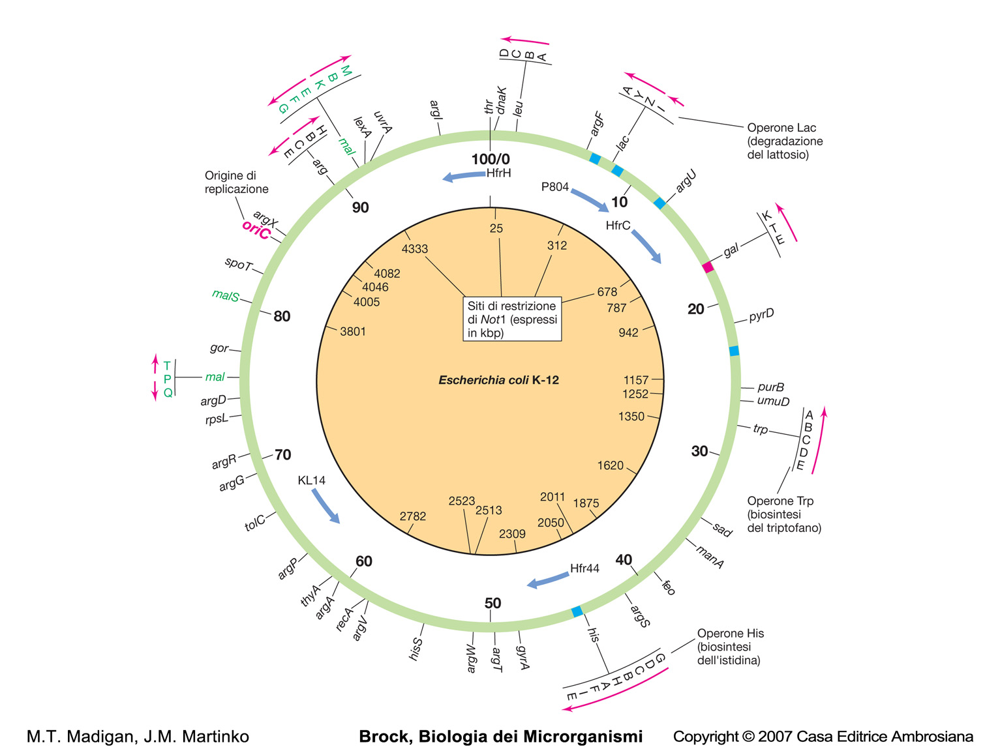 D C B A
M B K E F G
H B C E
A Y Z I
Operone Lac
(degradazione
del lattosio)
thr
dnaK
leu
argI
uvrA
lexA
mal
arg
argF
lac
argU
100/0
HfrH
P804
10
HfrC
Origine di
replicazione
90
argX
oriC
K
T
E
gal
25
312
4333
4082
4046
4005
3801
678
787
942
Siti di restrizione
di Not1 (espressi
in kbp)
spoT
malS
80
20
pyrD
gor
T
P
Q
mal
argD
rpsL
Escherichia coli K-12
1157
1252
1350
purB
umuD
trp
A
B
C
D
E
argR
70
argG
30
KL14
1620
Operone Trp
(biosintesi
del triptofano)
tolC
2523
2513
2782
2309
2011
2050
1875
sad
manA
argP
60
40
Hfr44
feo
thyA
argA
recA
argV
50
argS
hisS
argW
argT
gyrA
his
G D C B H A F I E
Operone His
(biosintesi
dell'istidina)
M.T. Madigan, J.M. Martinko
Brock, Biologia dei Microrganismi
Copyright © 2007 Casa Editrice Ambrosiana